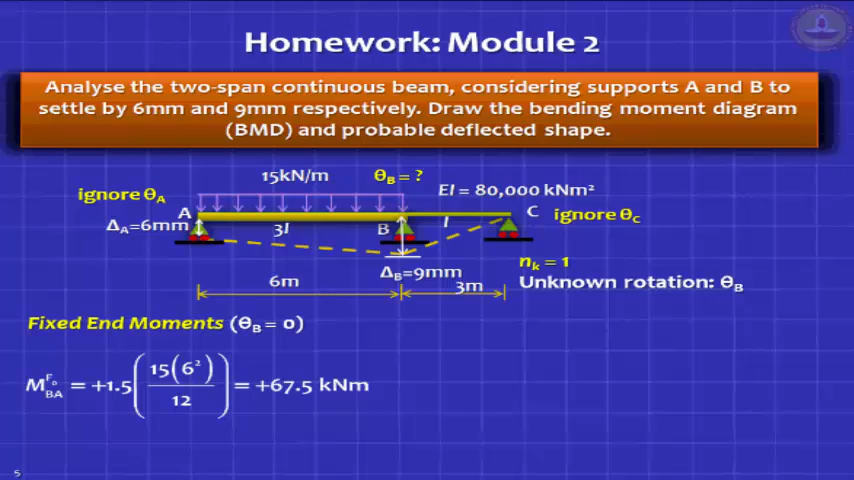 Homework: Module 2
Analyse the two-span continuous beam, considering supports A and B to
settle by 6mm and 9mm respectively. Draw the bending moment diagram
(BMD) and probable deflected shape.
15kN/m
θB = ?
ignore θA
EI = 80,000 kNm²
A
C
ignore θC
ΔA=6mm
3I
B
I
ΔB=9mm
nk = 1
6m
3m
Unknown rotation: θB
Fixed End Moments (θB = 0)
M^Fo_BA = +1.5(15(6²)/12) = +67.5 kNm
5